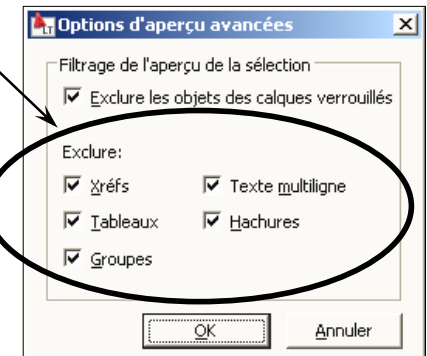 LT Options d'aperçu avancées
Filtrage de l'aperçu de la sélection
Exclure les objets des calques verrouillés
Exclure:
Xréfs Texte multiligne
Tableaux Hachures
Groupes
OK Annuler